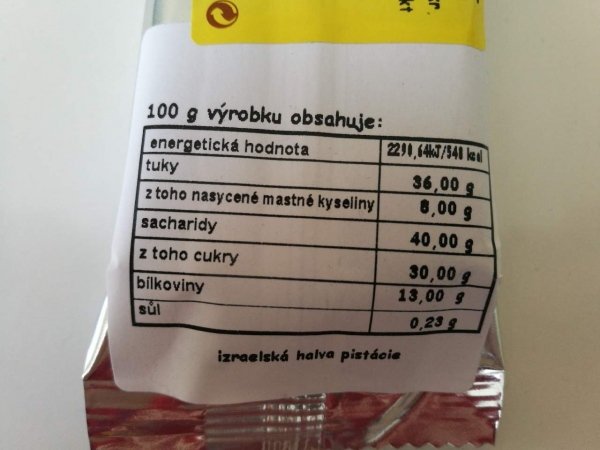 100 g výrobku obsahuje:
energetická hodnota 2290,64kJ/548 kcal
tuky 36,00 g
z toho nasycené mastné kyseliny 8,00 g
sacharidy 40,00 g
z toho cukry 30,00 g
bílkoviny 13,00 g
sůl 0,23 g
izraelská halva pistácie